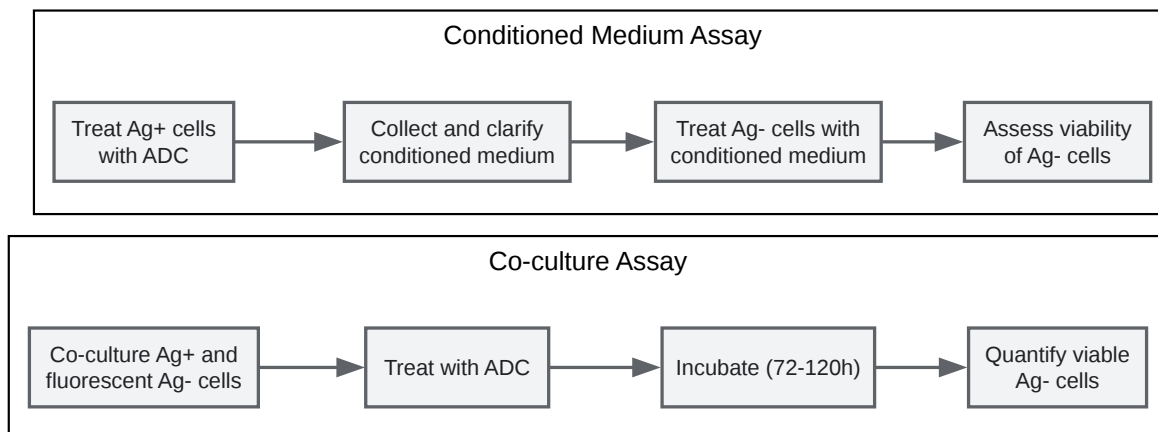 Conditioned Medium Assay
Treat Ag+ cells
with ADC
Collect and clarify
conditioned medium
Treat Ag- cells with
conditioned medium
Assess viability
of Ag- cells
Co-culture Assay
Co-culture Ag+ and
fluorescent Ag- cells
Treat with ADC
Incubate (72-120h)
Quantify viable
Ag- cells